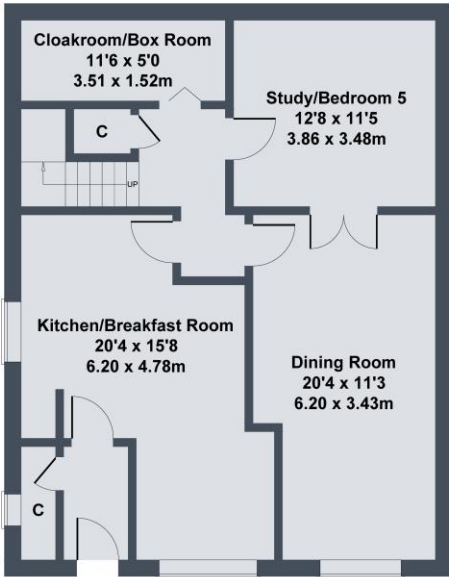 Cloakroom/Box Room
11'6 x 5'0
3.51 x 1.52m
C
UP
Study/Bedroom 5
12'8 x 11'5
3.86 x 3.48m
Kitchen/Breakfast Room
20'4 x 15'8
6.20 x 4.78m
Dining Room
20'4 x 11'3
6.20 x 3.43m
C